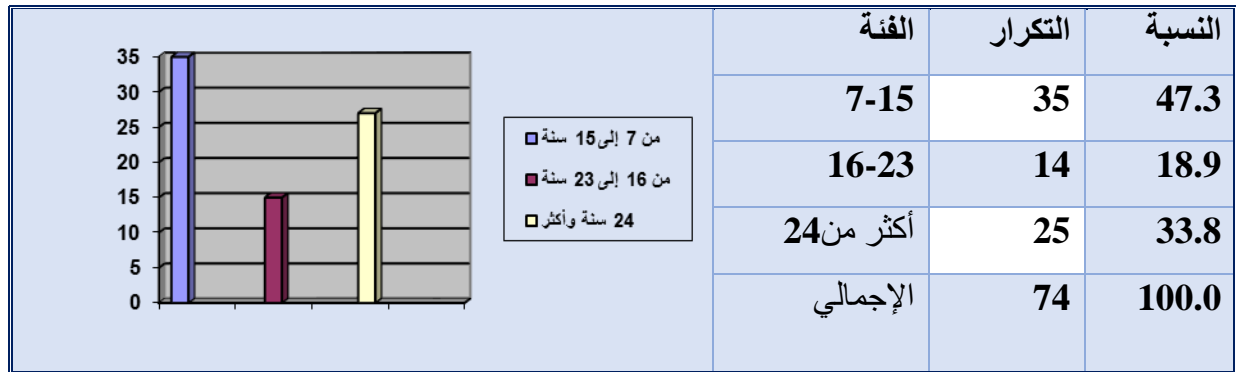 النسبة التكرار الفئة
47.3 35 7-15
18.9 14 16-23
33.8 25 أكثر من24
100.0 74 الإجمالي
35
30
25
20
15
10
5
0
من 7 إلى15 سنة
من 16 إلى 23 سنة
24 سنة وأكثر